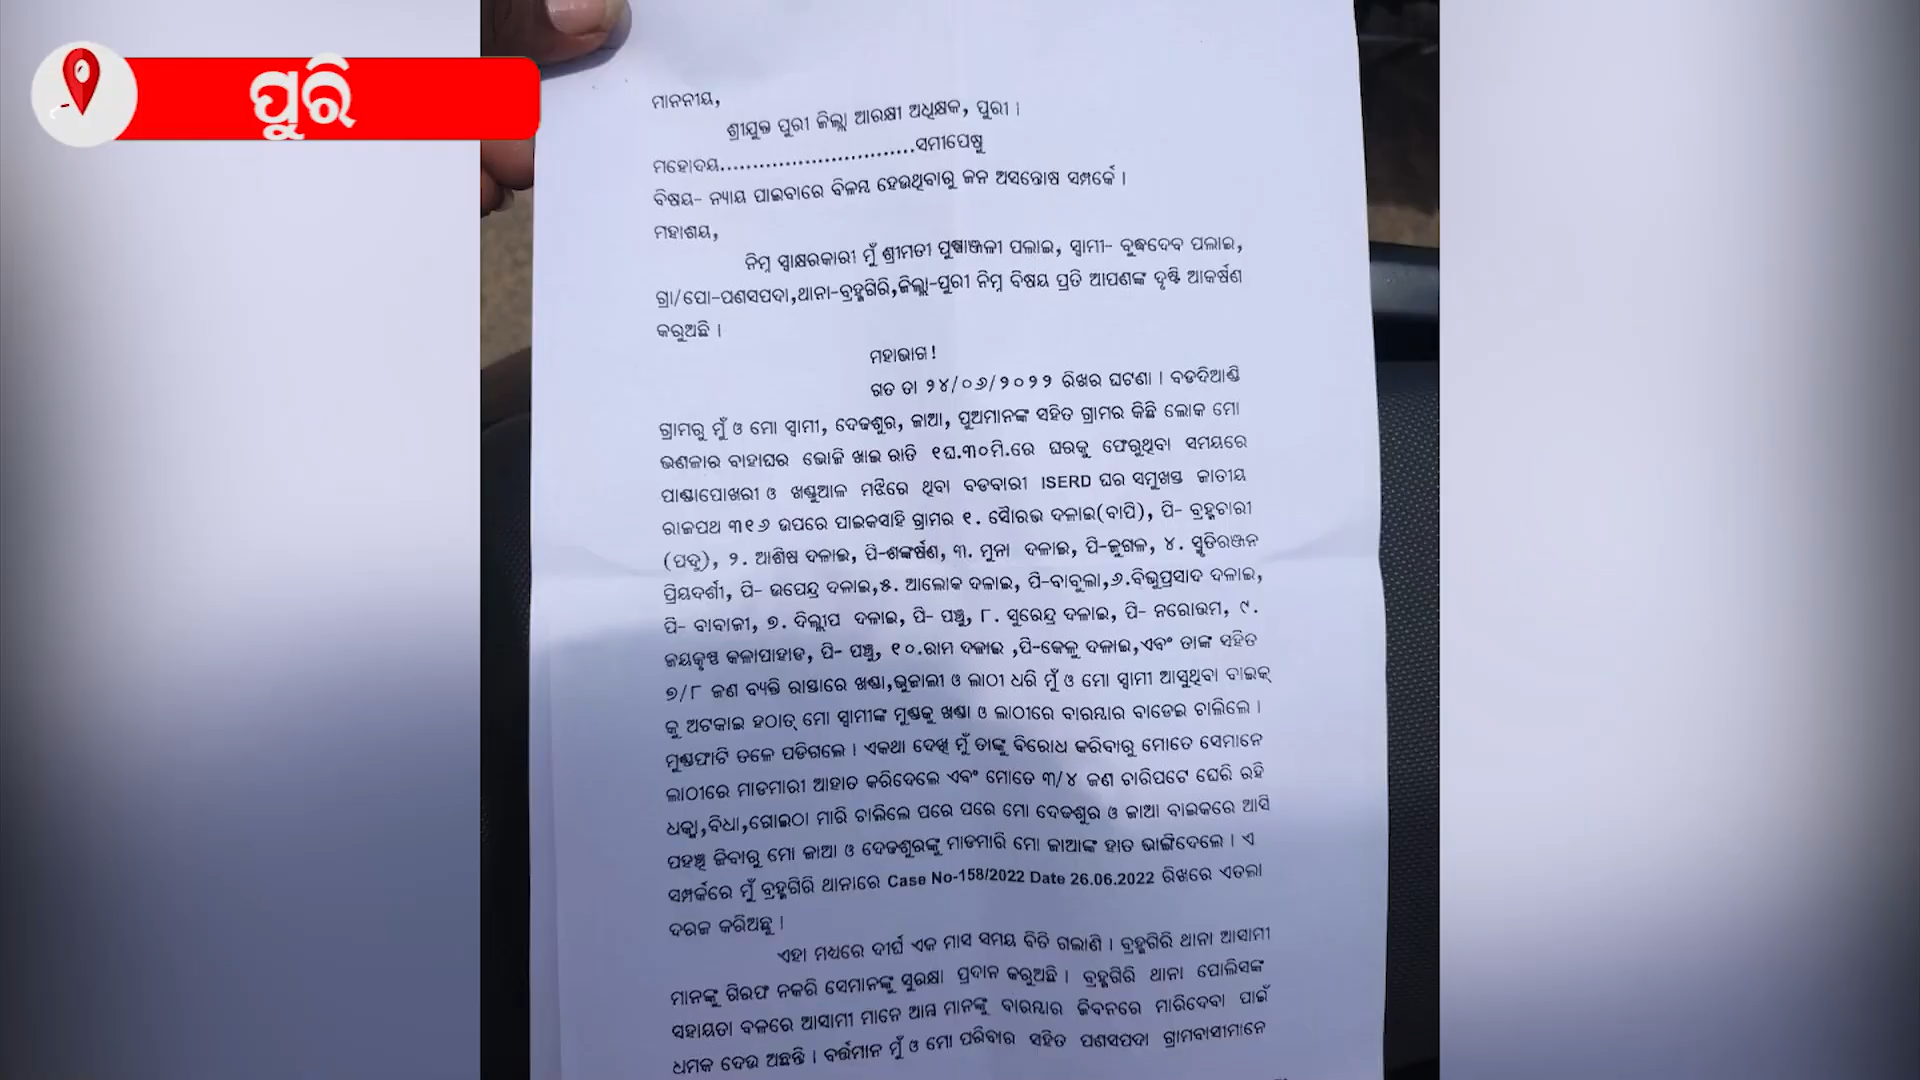 ପୁରି
ମାନନୀୟ,
ଶ୍ରୀଯୁକ୍ତ ପୁରୀ ଜିଲ୍ଲା ଆରକ୍ଷୀ ଅଧିକ୍ଷକ, ପୁରୀ ।
ମହୋଦୟ..............................ସମୀପେଷୁ
ବିଷୟ- ନ୍ୟାୟ ପାଇବାରେ ବିଳମ୍ବ ହେଉଥିବାରୁ ଜନ ଅସନ୍ତୋଷ ସମ୍ପର୍କେ ।
ମହାଶୟ,
ନିମ୍ନ ସ୍ୱାକ୍ଷରକାରୀ ମୁଁ ଶ୍ରୀମତୀ ପୁଷ୍ପାଞ୍ଜଳୀ ପଲାଇ, ସ୍ୱାମୀ- ବୁଦ୍ଧଦେବ ପଲାଇ,
ଗ୍ରା/ପୋ-ପଣସପଦା,ଥାନା-ବ୍ରହ୍ମଗିରି,ଜିଲ୍ଲା-ପୁରୀ ନିମ୍ନ ବିଷୟ ପ୍ରତି ଆପଣଙ୍କ ଦୃଷ୍ଟି ଆକର୍ଷଣ
କରୁଅଛି ।
ମହାଭାଗ!
ଗତ ତା ୨୪/୦୬/୨୦୨୨ ରିଖର ଘଟଣା । ବଡଦିଆଣ୍ଡି
ଗ୍ରାମରୁ ମୁଁ ଓ ମୋ ସ୍ୱାମୀ, ଦେଢଶୁର, ଜାଆ, ପୁଅମାନଙ୍କ ସହିତ ଗ୍ରାମର କିଛି ଲୋକ ମୋ
ଭଣଜାର ବାହାଘର ଭୋଜି ଖାଇ ରାତି ୧ଘ.୩୦ମି.ରେ ଘରକୁ ଫେରୁଥିବା ସମୟରେ
ପାଣ୍ଡାପୋଖରୀ ଓ ଖଣ୍ଡୁଆଳ ମଝିରେ ଥିବା ବଡବାରୀ ISERD ଘର ସମ୍ମୁଖସ୍ତ ଜାତୀୟ
ରାଜପଥ ୩୧୬ ଉପରେ ପାଇକସାହି ଗ୍ରାମର ୧. ସୌରଭ ଦଳାଇ(ବାପି), ପି- ବ୍ରହ୍ମଚାରୀ
(ପଦୁ), ୨. ଆଶିଷ ଦଳାଇ, ପି-ଶଙ୍କର୍ଷଣ, ୩. ମୁନା ଦଳାଇ, ପି-ଜୁଗଳ, ୪. ସ୍ମୃତିରଞ୍ଜନ
ପ୍ରିୟଦର୍ଶୀ, ପି- ଉପେନ୍ଦ୍ର ଦଳାଇ,୫. ଆଲୋକ ଦଳାଇ, ପି-ବାବୁଲା,୬.ବିଭୁପ୍ରସାଦ ଦଳାଇ,
ପି- ବାବାଜୀ, ୭. ଦିଲ୍ଲୀପ ଦଳାଇ, ପି- ପଞ୍ଚୁ, ୮. ସୁରେନ୍ଦ୍ର ଦଳାଇ, ପି- ନରୋତ୍ତମ, ୯.
ଜୟକୃଷ୍ଣ କଳାପାହାଡ, ପି- ପଞ୍ଚୁ, ୧୦.ରାମ ଦଳାଇ ,ପି-କେଳୁ ଦଳାଇ,ଏବଂ ତାଙ୍କ ସହିତ
୭/୮ ଜଣ ବ୍ୟକ୍ତି ରାସ୍ତାରେ ଖଣ୍ଡା,ଭୁଜାଲୀ ଓ ଲାଠୀ ଧରି ମୁଁ ଓ ମୋ ସ୍ୱାମୀ ଆସୁଥିବା ବାଇକ୍
କୁ ଅଟକାଇ ହଠାତ୍ ମୋ ସ୍ୱାମୀଙ୍କ ମୁଣ୍ଡକୁ ଖଣ୍ଡା ଓ ଲାଠୀରେ ବାରମ୍ବାର ବାଡେଇ ଚାଲିଲେ ।
ମୁଣ୍ଡଫାଟି ତଳେ ପଡିଗଲେ । ଏକଥା ଦେଖି ମୁଁ ତାଙ୍କୁ ବିରୋଧ କରିବାରୁ ମୋତେ ସେମାନେ
ଲାଠୀରେ ମାଡମାରୀ ଆହାତ କରିଦେଲେ ଏବଂ ମୋତେ ୩/୪ ଜଣ ଚାରିପଟେ ଘେରି ରହି
ଧକ୍କା,ବିଧା,ଗୋଇଠା ମାରି ଚାଲିଲେ ପରେ ପରେ ମୋ ଦେଢଶୁର ଓ ଜାଆ ବାଇକରେ ଆସି
ପହଞ୍ଚି ଜିବାରୁ ମୋ ଜାଆ ଓ ଦେଢଶୁରଙ୍କୁ ମାଡମାରି ମୋ ଜାଆଙ୍କ ହାତ ଭାଙ୍ଗିଦେଲେ । ଏ
ସମ୍ପର୍କରେ ମୁଁ ବ୍ରହ୍ମଗିରି ଥାନାରେ Case No-158/2022 Date 26.06.2022 ରିଖରେ ଏତଲା
ଦରଜ କରିଅଛୁ ।
ଏହା ମଧ୍ୟରେ ଦୀର୍ଘ ଏକ ମାସ ସମୟ ବିତି ଗଲାଣି । ବ୍ରହ୍ମଗିରି ଥାନା ଆସାମୀ
ମାନଙ୍କୁ ଗିରଫ ନକରି ସେମାନଙ୍କୁ ସୁରକ୍ଷା ପ୍ରଦାନ କରୁଅଛି । ବ୍ରହ୍ମଗିରି ଥାନା ପୋଲିସଙ୍କ
ସହାୟତା ବଳରେ ଆସାମୀ ମାନେ ଆମ୍ଭ ମାନଙ୍କୁ ବାରମ୍ବାର ଜିବନରେ ମାରିଦେବା ପାଇଁ
ଧମକ ଦେଉ ଅଛନ୍ତି । ବର୍ତ୍ତମାନ ମୁଁ ଓ ମୋ ପରିବାର ସହିତ ପଣସପଦା ଗ୍ରାମବାସୀମାନେ